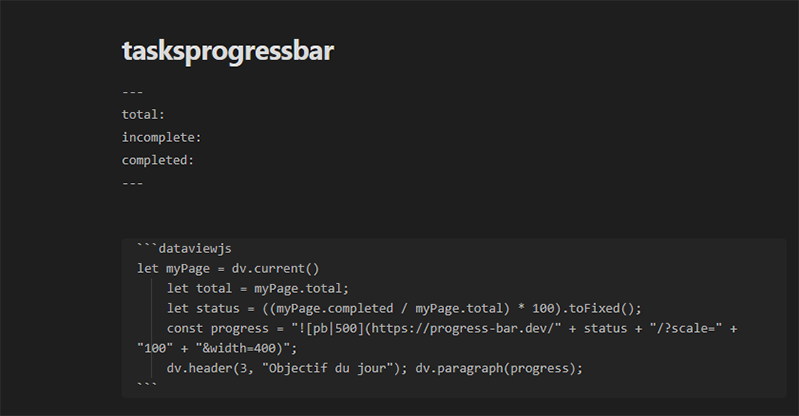 tasksprogressbar
---
total:
incomplete:
completed:
---
```dataviewjs
let myPage = dv.current()
let total = myPage.total;
let status = ((myPage.completed / myPage.total) * 100).toFixed();
const progress = "![pb|500](https://progress-bar.dev/" + status + "/?scale=" +
"100" + "&width=400)";
dv.header(3, "Objectif du jour"); dv.paragraph(progress);
```